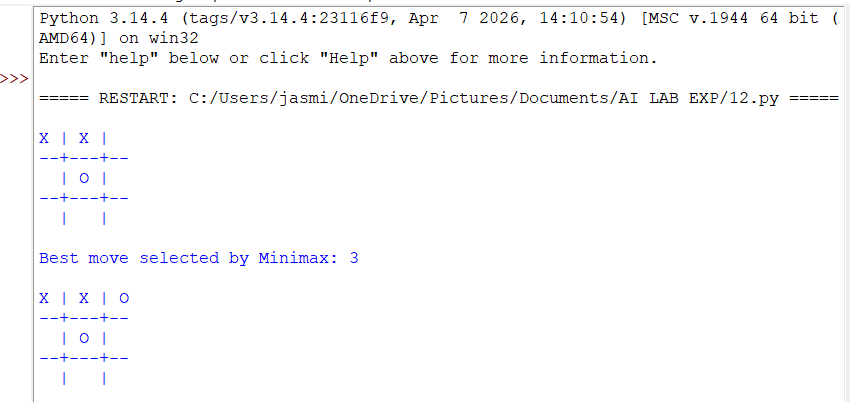 Python 3.14.4 (tags/v3.14.4:23116f9, Apr  7 2026, 14:10:54) [MSC v.1944 64 bit (
AMD64)] on win32
Enter "help" below or click "Help" above for more information.
>>>
===== RESTART: C:/Users/jasmi/OneDrive/Pictures/Documents/AI LAB EXP/12.py =====
X | X |
--+---+--
  | O |
--+---+--
  |   |
Best move selected by Minimax: 3
X | X | O
--+---+--
  | O |
--+---+--
  |   |